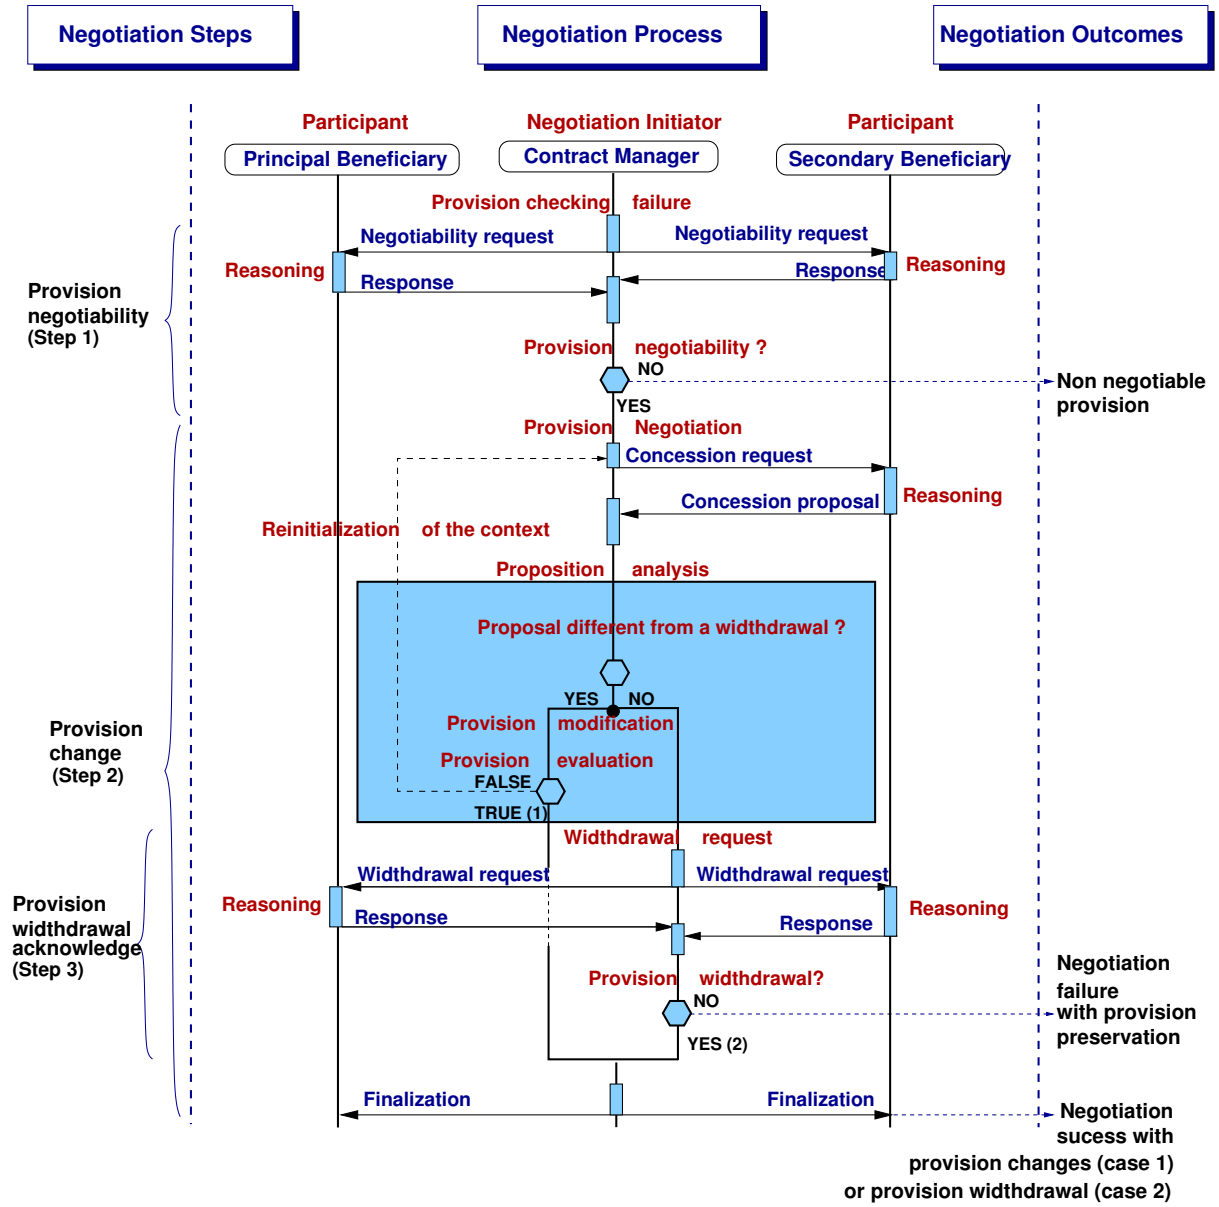 Negotiation Steps
Negotiation Process
Negotiation Outcomes
Participant
Negotiation Initiator
Participant
Principal Beneficiary
Contract Manager
Secondary Beneficiary
Provision checking failure
Negotiability request
Negotiability request
Reasoning
Response
Response
Reasoning
Provision
negotiability
(Step 1)
Provision negotiability ?
NO
YES
Non negotiable
provision
Provision Negotiation
Concession request
Concession proposal
Reasoning
Reinitialization of the context
Proposition analysis
Proposal different from a widthdrawal ?
YES
NO
Provision modification
Provision evaluation
FALSE
TRUE (1)
Provision
change
(Step 2)
Widthdrawal request
Widthdrawal request
Widthdrawal request
Reasoning
Response
Response
Reasoning
Provision
widthdrawal
acknowledge
(Step 3)
Provision widthdrawal?
NO
YES (2)
Negotiation
failure
with provision
preservation
Finalization
Finalization
Negotiation
sucess with
provision changes (case 1)
or provision widthdrawal (case 2)